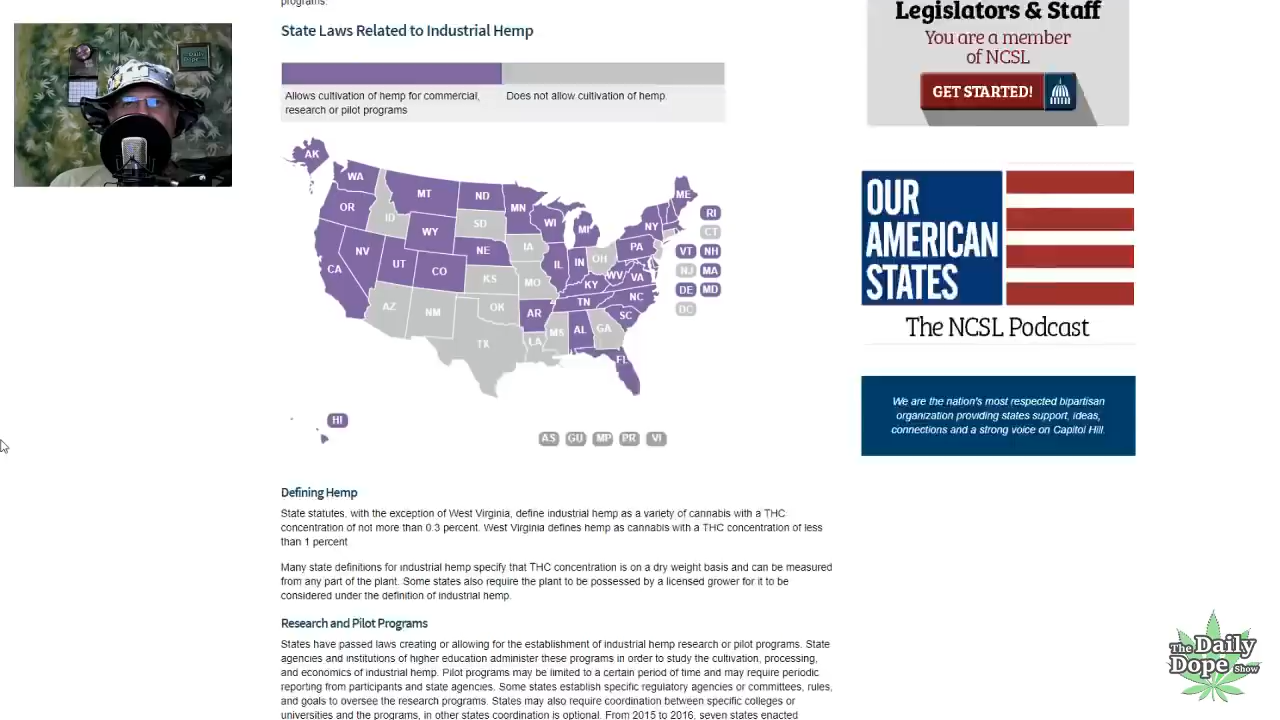 programs.
State Laws Related to Industrial Hemp
Allows cultivation of hemp for commercial,
research or pilot programs
Does not allow cultivation of hemp.
AK
WA
MT
ND
MN
ME
OR
ID
WY
SD
WI
MI
NY
RI
CT
NV
UT
CO
NE
IA
IL
IN
OH
PA
VT
NH
CA
KS
MO
KY
WV
VA
NJ
MA
AZ
NM
OK
AR
TN
NC
DE
MD
TX
LA
MS
AL
GA
SC
DC
FL
HI
AS
GU
MP
PR
VI
Defining Hemp
State statutes, with the exception of West Virginia, define industrial hemp as a variety of cannabis with a THC
concentration of not more than 0.3 percent. West Virginia defines hemp as cannabis with a THC concentration of less
than 1 percent
Many state definitions for industrial hemp specify that THC concentration is on a dry weight basis and can be measured
from any part of the plant. Some states also require the plant to be possessed by a licensed grower for it to be
considered under the definition of industrial hemp.
Research and Pilot Programs
States have passed laws creating or allowing for the establishment of industrial hemp research or pilot programs. State
agencies and institutions of higher education administer these programs in order to study the cultivation, processing,
and economics of industrial hemp. Pilot programs may be limited to a certain period of time and may require periodic
reporting from participants and state agencies. Some states establish specific regulatory agencies or committees, rules,
and goals to oversee the research programs. States may also require coordination between specific colleges or
universities and the programs, in other states coordination is optional. From 2015 to 2016, seven states enacted
Legislators & Staff
You are a member
of NCSL
GET STARTED!
OUR
AMERICAN
STATES
The NCSL Podcast
We are the nation's most respected bipartisan
organization providing states support, ideas,
connections and a strong voice on Capitol Hill.
The Daily
Dope Show